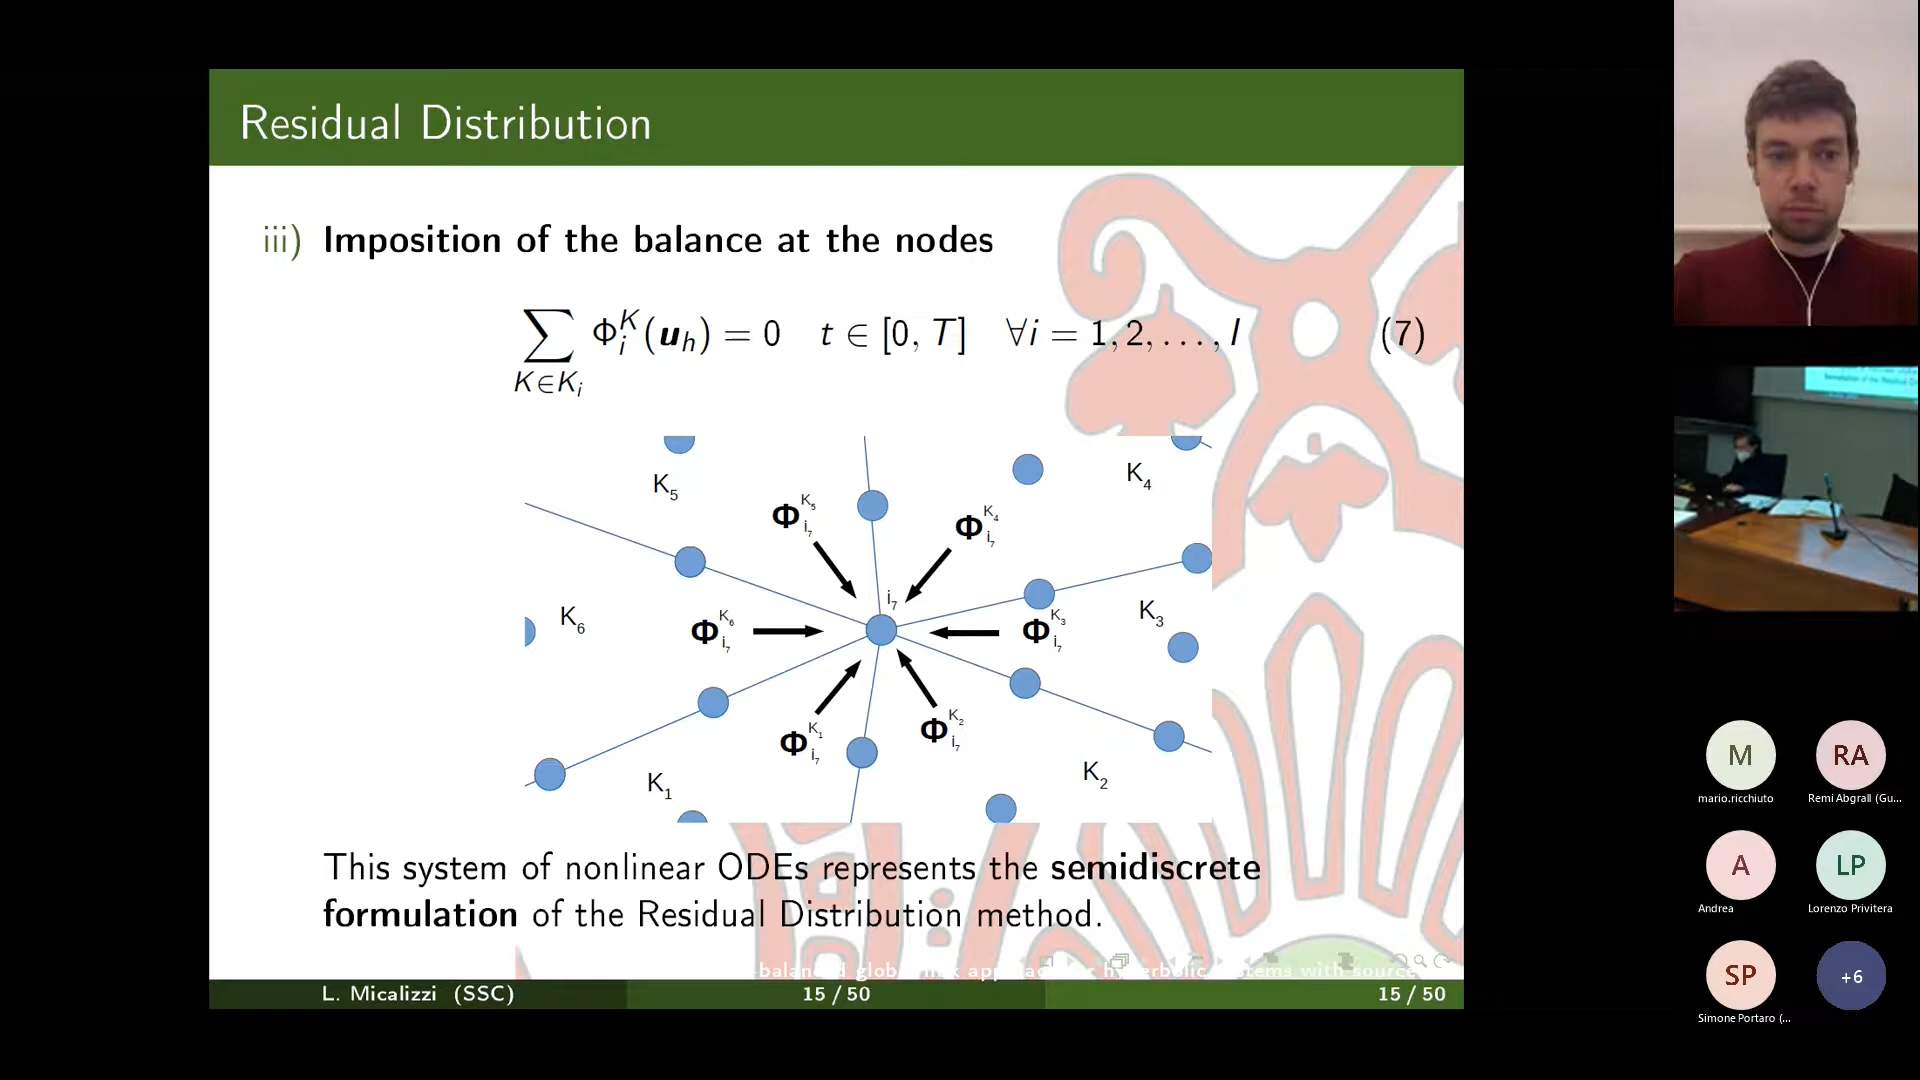 Residual Distribution
iii) Imposition of the balance at the nodes
∑_{K∈K_i} Φ_i^K(u_h) = 0 t ∈ [0, T] ∀i = 1, 2, . . . , I (7)
K5
K4
Φ_{i7}^{K5}
Φ_{i7}^{K4}
i7
K6
K3
Φ_{i7}^{K6}
Φ_{i7}^{K3}
Φ_{i7}^{K1}
Φ_{i7}^{K2}
K1
K2
This system of nonlinear ODEs represents the semidiscrete
formulation of the Residual Distribution method.
hyperbolic systems with source
L. Micalizzi (SSC) 15 / 50 15 / 50
M
RA
mario.ricchiuto
Remi Abgrall (Gu...
A
LP
Andrea
Lorenzo Privitera
SP
+6
Simone Portaro (...